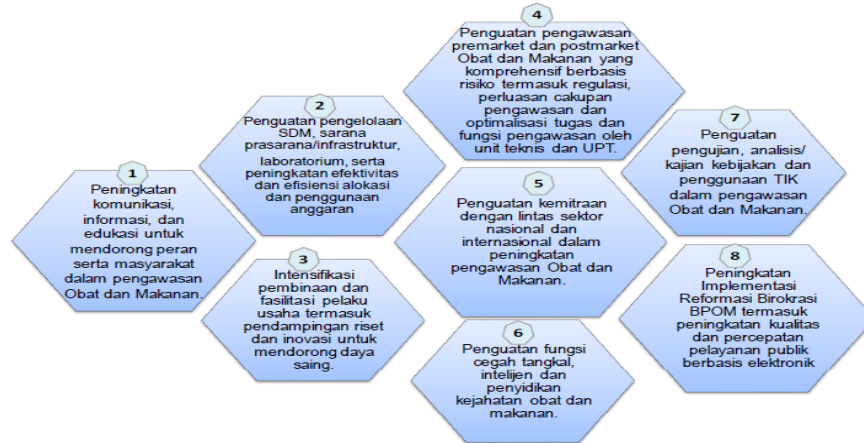 1
Peningkatan
komunikasi,
informasi, dan
edukasi untuk
mendorong peran
serta masyarakat
dalam pengawasan
Obat dan Makanan.
2
Penguatan pengelolaan
SDM, sarana
prasarana/infrastruktur,
laboratorium, serta
peningkatan efektivitas
dan efisiensi alokasi
dan penggunaan
anggaran
3
Intensifikasi
pembinaan dan
fasilitasi pelaku
usaha termasuk
pendampingan riset
dan inovasi untuk
mendorong daya
saing.
4
Penguatan pengawasan
premarket dan postmarket
Obat dan Makanan yang
komprehensif berbasis
risiko termasuk regulasi,
perluasan cakupan
pengawasan dan
optimalisasi tugas dan
fungsi pengawasan oleh
unit teknis dan UPT.
5
Penguatan kemitraan
dengan lintas sektor
nasional dan
internasional dalam
peningkatan
pengawasan Obat dan
Makanan.
6
Penguatan fungsi
cegah tangkal,
intelijen dan
penyidikan
kejahatan obat dan
makanan.
7
Penguatan
pengujian, analisis/
kajian kebijakan dan
penggunaan TIK
dalam pengawasan
Obat dan Makanan.
8
Peningkatan
Implementasi
Reformasi Birokrasi
BPOM termasuk
peningkatan kualitas
dan percepatan
pelayanan publik
berbasis elektronik